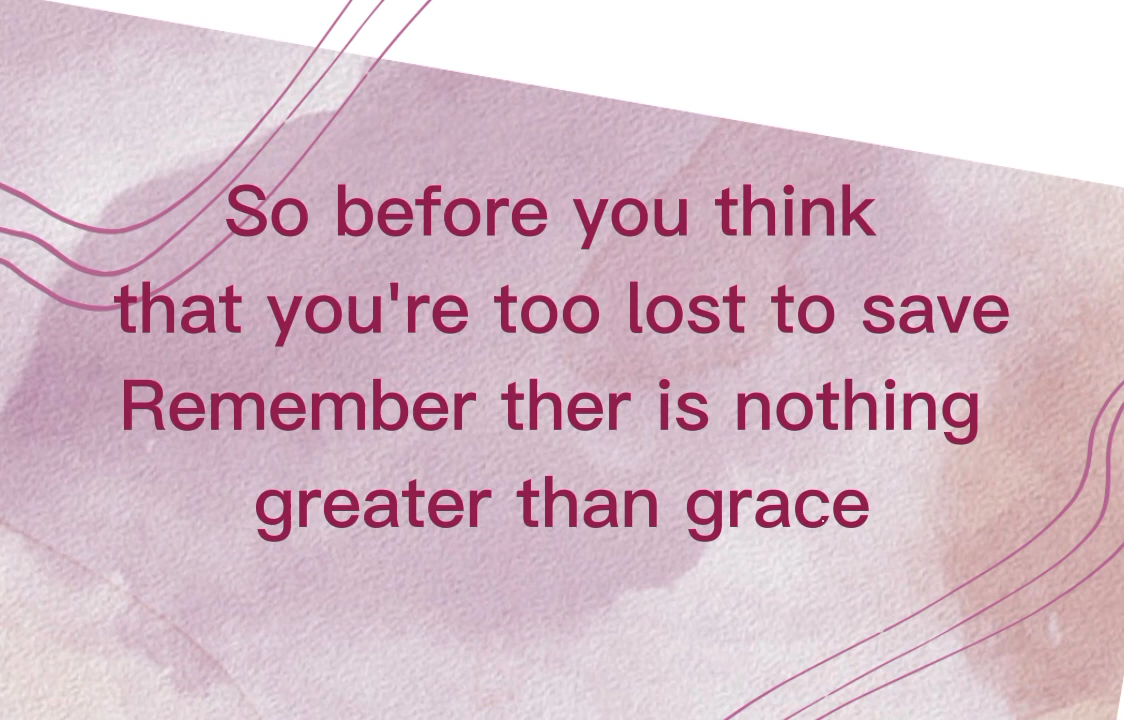 So before you think
that you're too lost to save
Remember ther is nothing
greater than grace